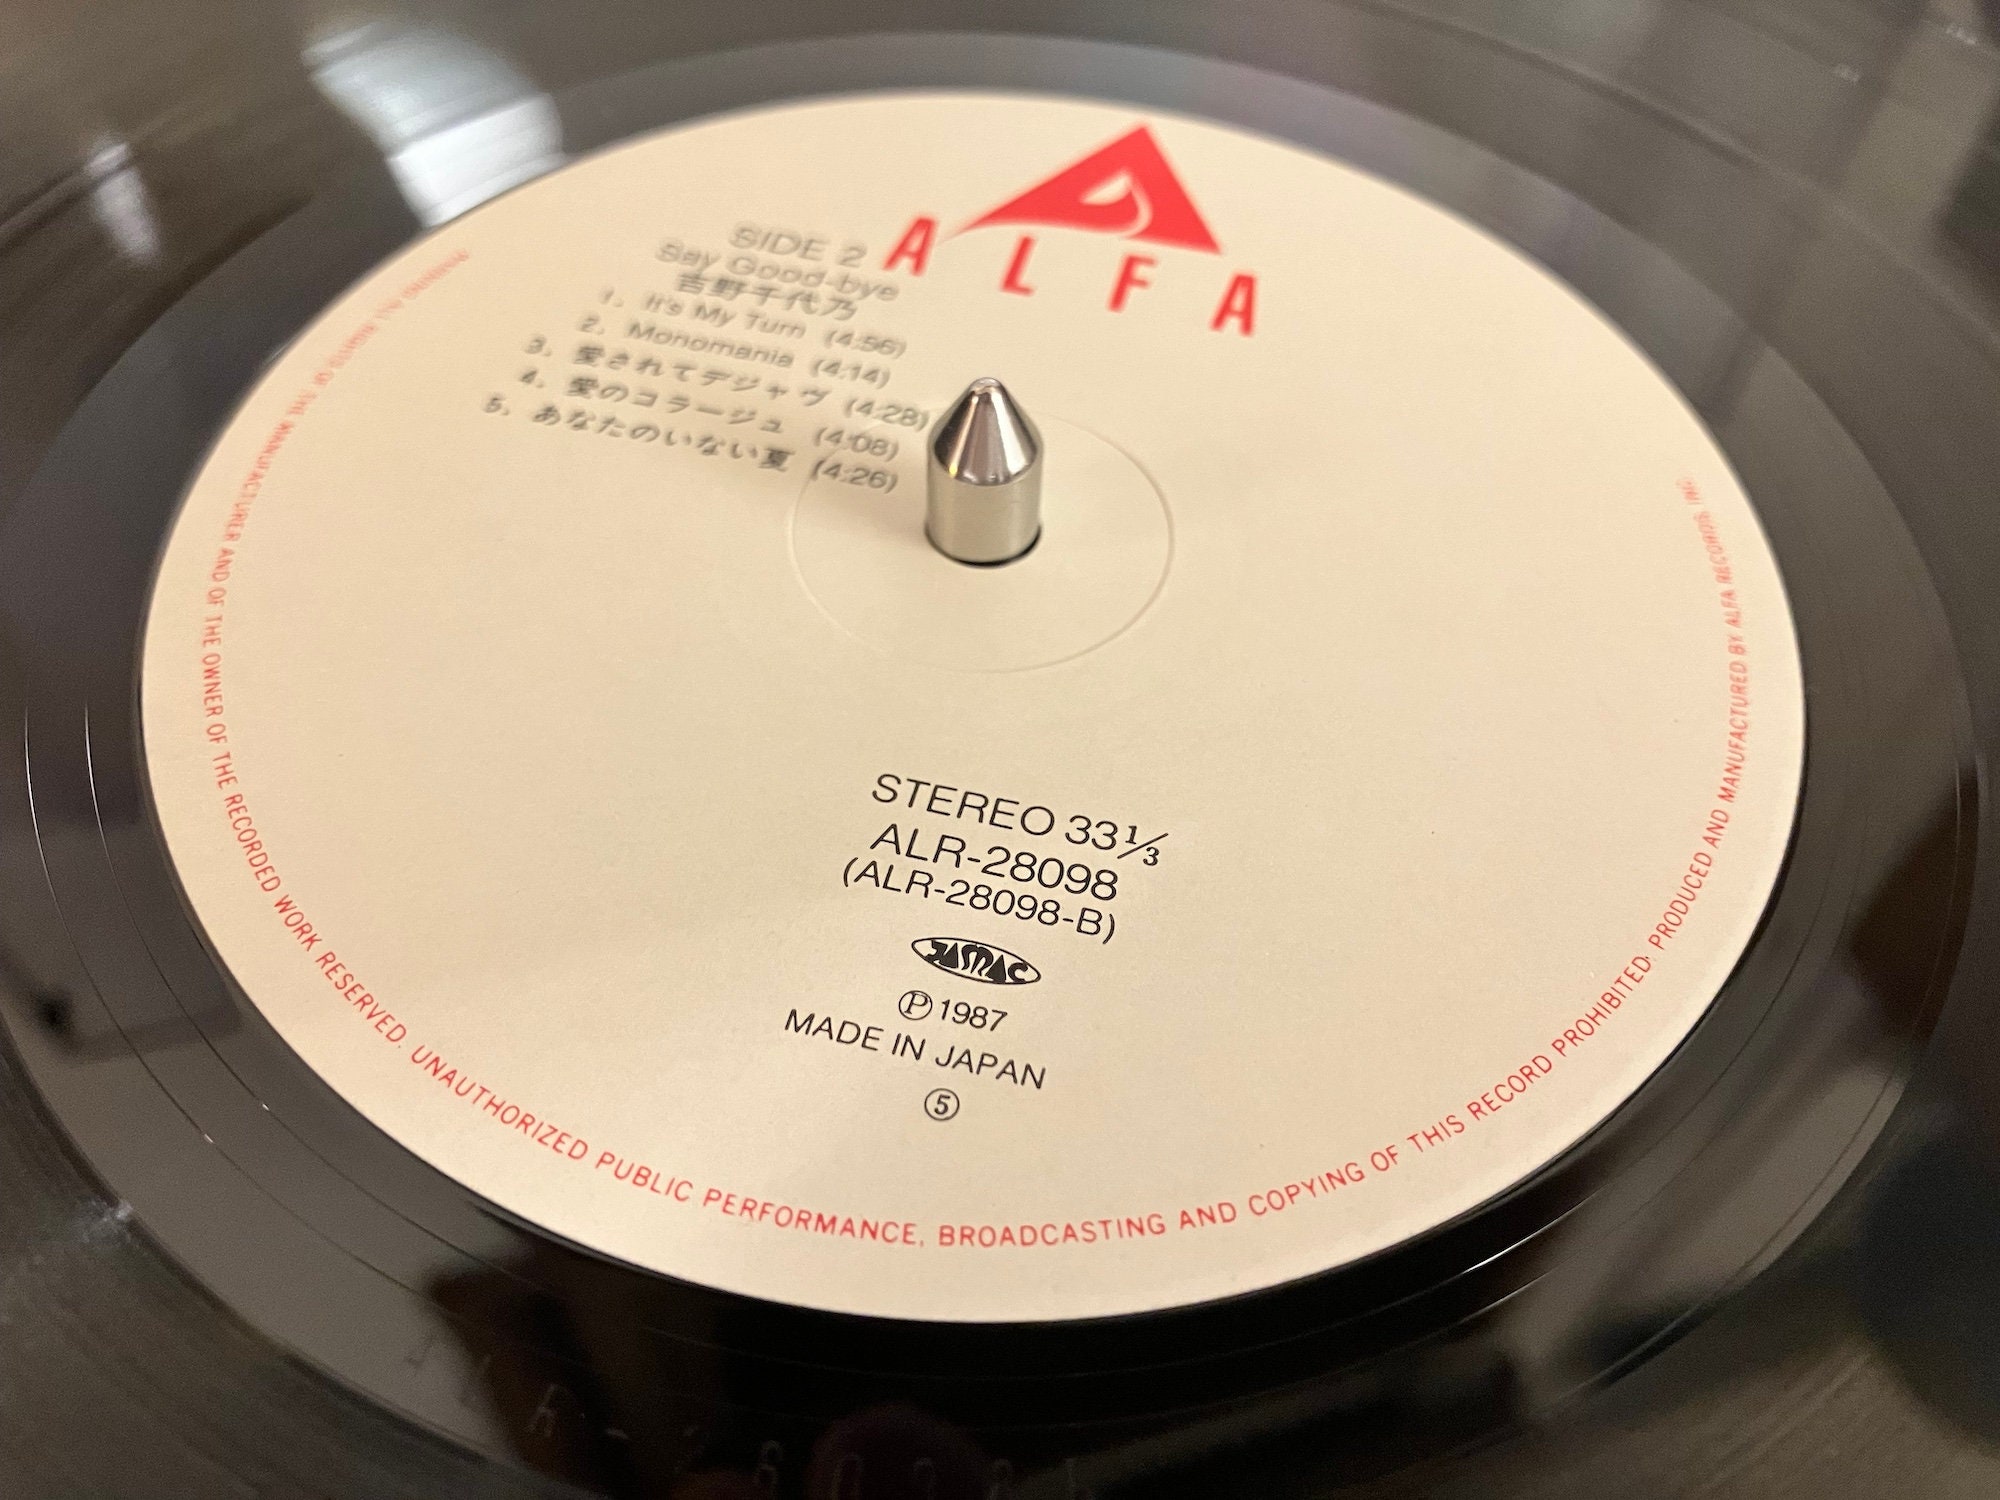 ALFA
SIDE 2
Say Good-bye
吉野千代乃
1. It's My Turn (4:56)
2. Monomania (4:14)
3. 愛されてデジャヴ (4:28)
4. 愛のコラージュ (4:08)
5. あなたのいない夏 (4:26)
STEREO 33⅓
ALR-28098
(ALR-28098-B)
JASRAC
Ⓟ 1987
MADE IN JAPAN
⑤
WARNING: ALL RIGHTS OF THE MANUFACTURER AND OF THE OWNER OF THE RECORDED WORK RESERVED. UNAUTHORIZED PUBLIC PERFORMANCE, BROADCASTING AND COPYING OF THIS RECORD PROHIBITED. PRODUCED AND MANUFACTURED BY ALFA RECORDS, INC.